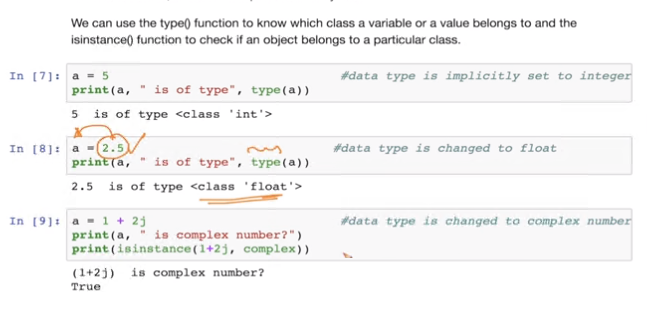 We can use the type() function to know which class a variable or a value belongs to and the
isinstance() function to check if an object belongs to a particular class.
In [7]: a = 5 #data type is implicitly set to integer
print(a, " is of type", type(a))
5  is of type <class 'int'>
In [8]: a = 2.5 #data type is changed to float
print(a, " is of type", type(a))
2.5  is of type <class 'float'>
In [9]: a = 1 + 2j #data type is changed to complex number
print(a, " is complex number?")
print(isinstance(1+2j, complex))
(1+2j)  is complex number?
True